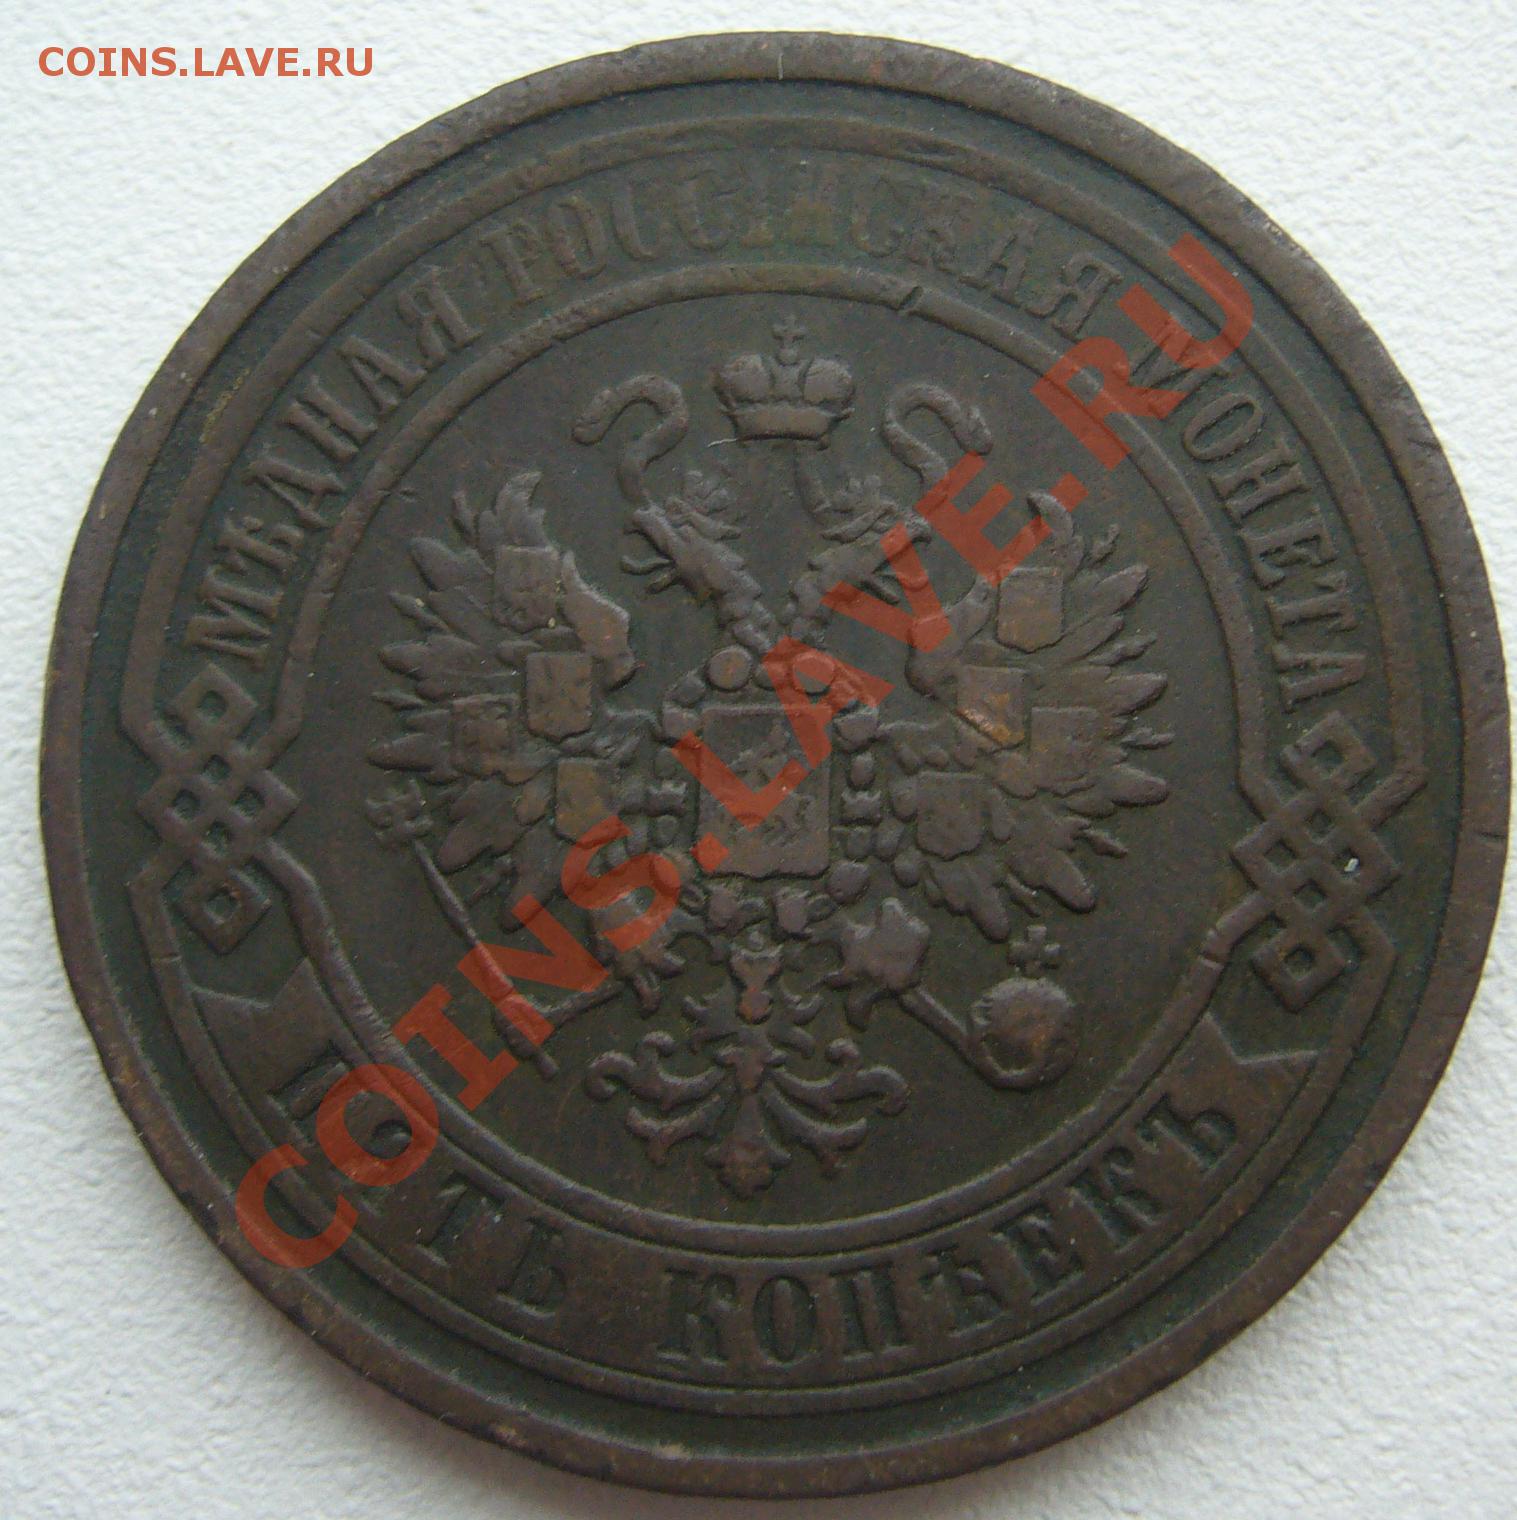 COINS.LAVE.RU
МѢДНАЯ РОССІЙСКАЯ МОНЕТА
ПЯТЬ КОПѢЕКЪ
COINS.LAVE.RU